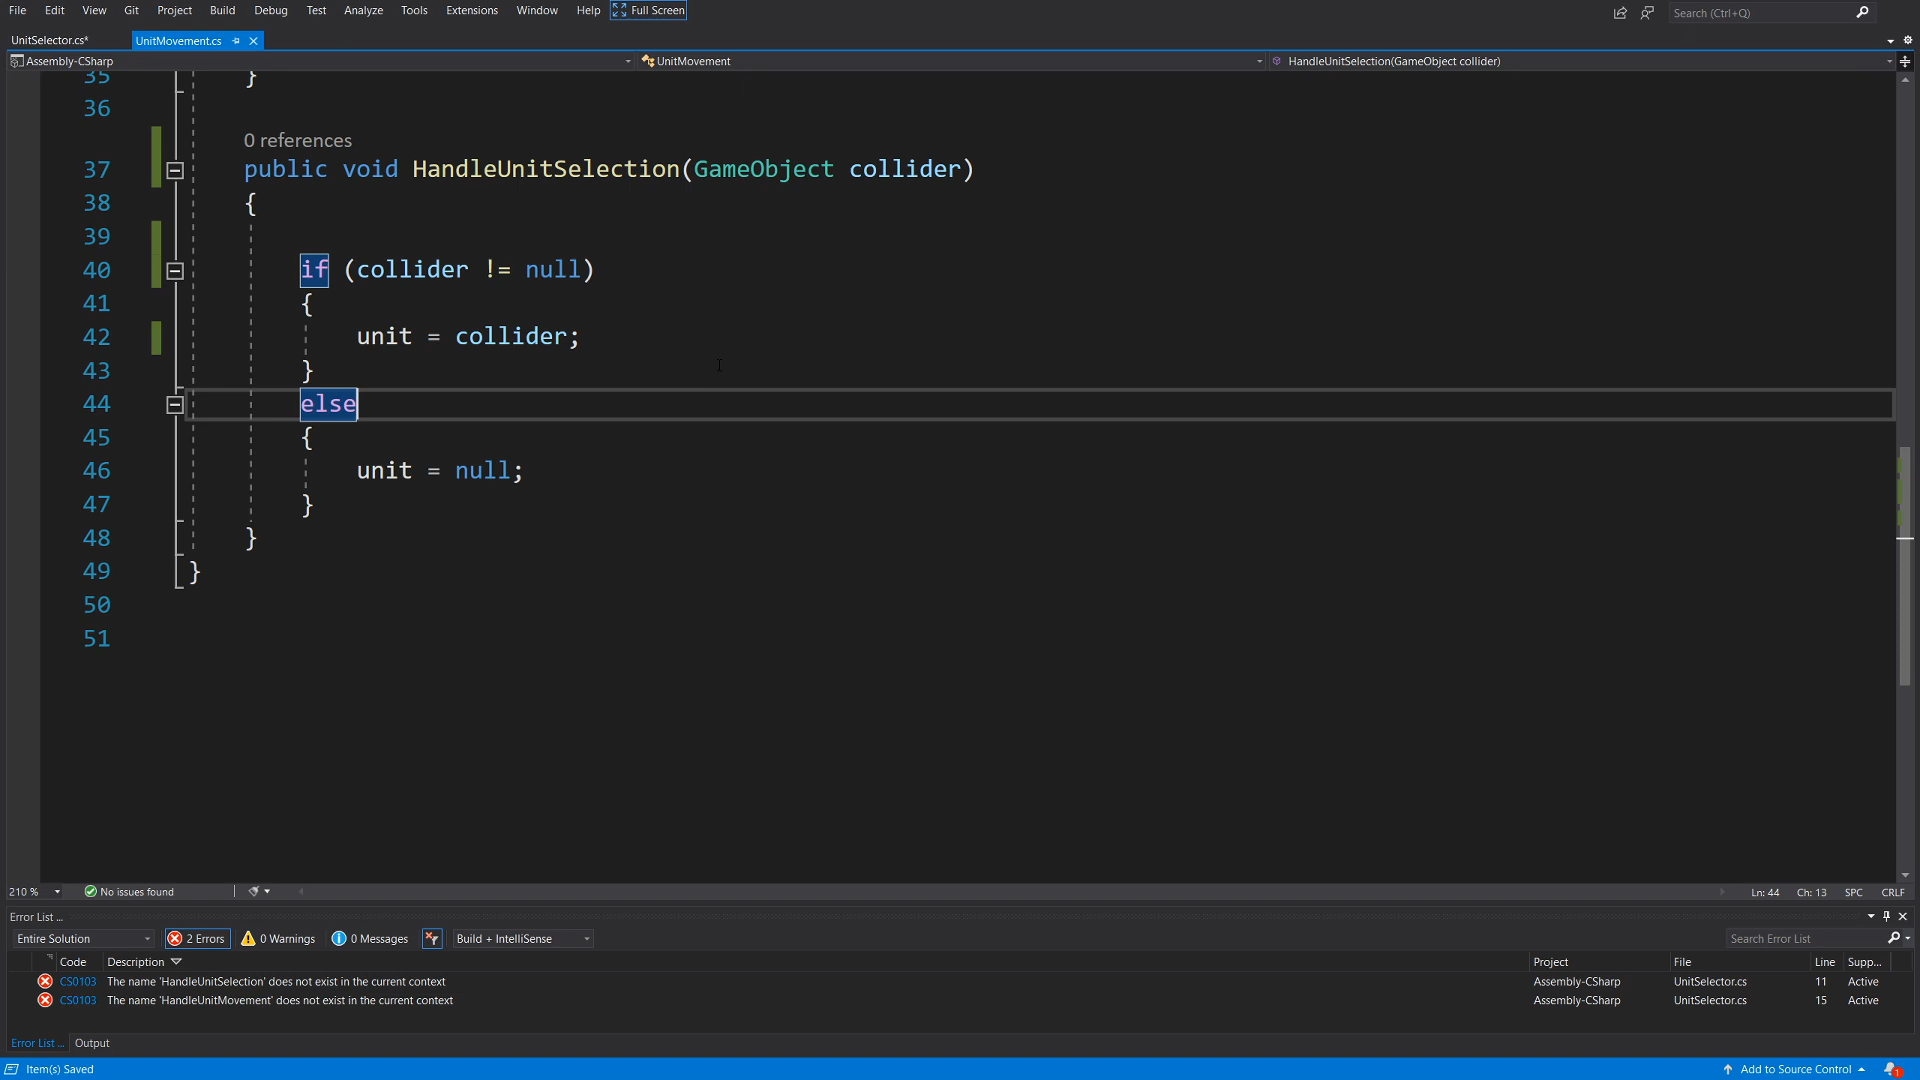 File Edit View Git Project Build Debug Test Analyze Tools Extensions Window Help Full Screen Search (Ctrl+Q)
UnitSelector.cs* UnitMovement.cs
Assembly-CSharp UnitMovement HandleUnitSelection(GameObject collider)
35 }
36
0 references
37 public void HandleUnitSelection(GameObject collider)
38 {
39
40 if (collider != null)
41 {
42 unit = collider;
43 }
44 else
45 {
46 unit = null;
47 }
48 }
49 }
50
51
210 % No issues found Ln: 44 Ch: 13 SPC CRLF
Error List ...
Entire Solution 2 Errors 0 Warnings 0 Messages Build + IntelliSense Search Error List
Code Description Project File Line Supp...
CS0103 The name 'HandleUnitSelection' does not exist in the current context Assembly-CSharp UnitSelector.cs 11 Active
CS0103 The name 'HandleUnitMovement' does not exist in the current context Assembly-CSharp UnitSelector.cs 15 Active
Error List ... Output
Item(s) Saved Add to Source Control 1